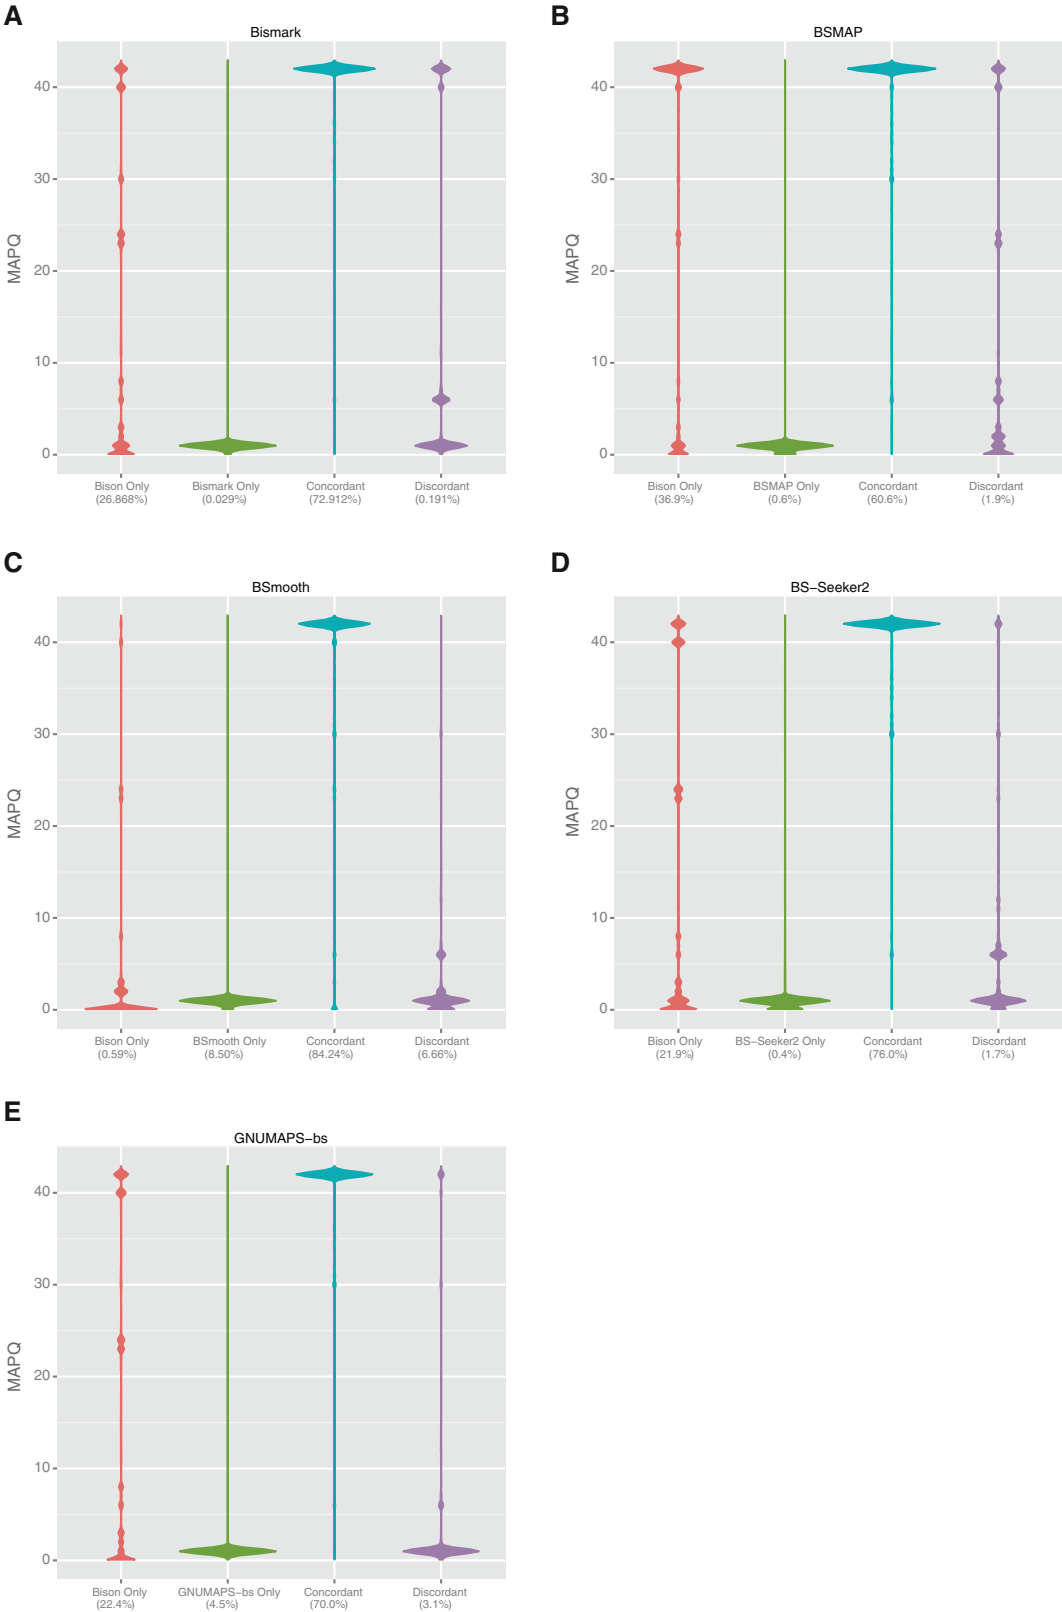 A
Bismark
MAPQ
40
30
20
10
0
Bison Only
(26.868%)
Bismark Only
(0.029%)
Concordant
(72.912%)
Discordant
(0.191%)
B
BSMAP
MAPQ
40
30
20
10
0
Bison Only
(36.9%)
BSMAP Only
(0.6%)
Concordant
(60.6%)
Discordant
(1.9%)
C
BSmooth
MAPQ
40
30
20
10
0
Bison Only
(0.59%)
BSmooth Only
(8.50%)
Concordant
(84.24%)
Discordant
(6.66%)
D
BS−Seeker2
MAPQ
40
30
20
10
0
Bison Only
(21.9%)
BS−Seeker2 Only
(0.4%)
Concordant
(76.0%)
Discordant
(1.7%)
E
GNUMAPS−bs
MAPQ
40
30
20
10
0
Bison Only
(22.4%)
GNUMAPS−bs Only
(4.5%)
Concordant
(70.0%)
Discordant
(3.1%)